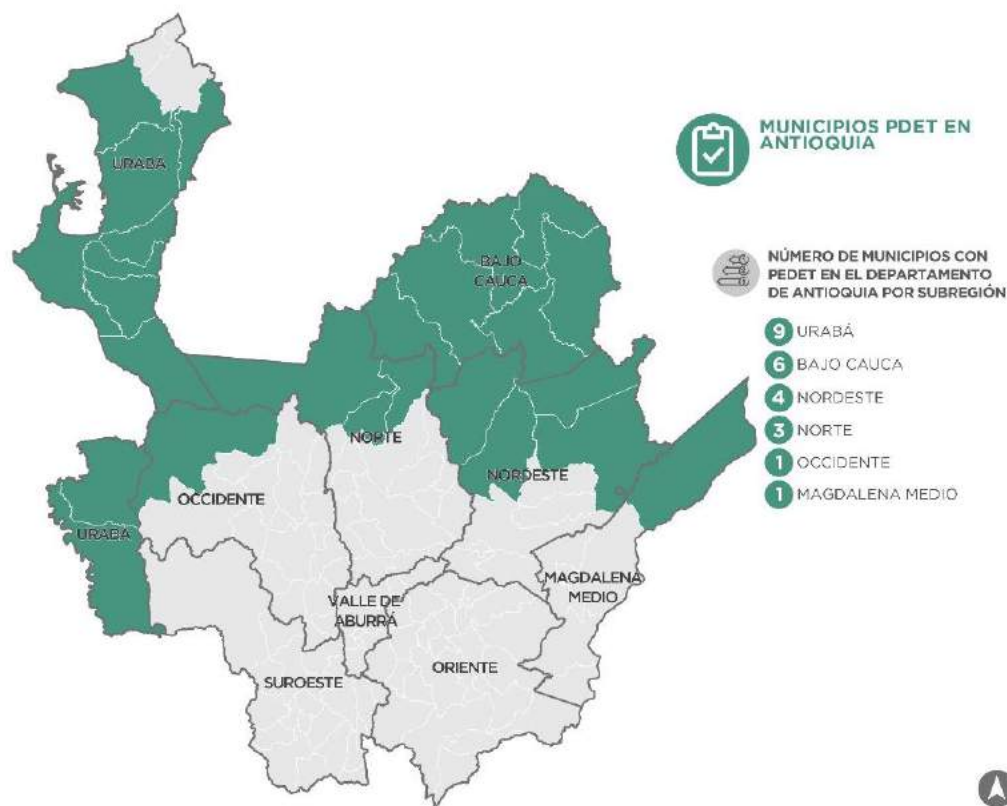 MUNICIPIOS PDET EN
ANTIOQUIA
NÚMERO DE MUNICIPIOS CON
PEDET EN EL DEPARTAMENTO
DE ANTIOQUIA POR SUBREGIÓN
9 URABÁ
6 BAJO CAUCA
4 NORDESTE
3 NORTE
1 OCCIDENTE
1 MAGDALENA MEDIO
URABÁ
BAJO
CAUCA
NORTE
NORDESTE
OCCIDENTE
URABÁ
MAGDALENA
MEDIO
VALLE DE
ABURRÁ
ORIENTE
SUROESTE